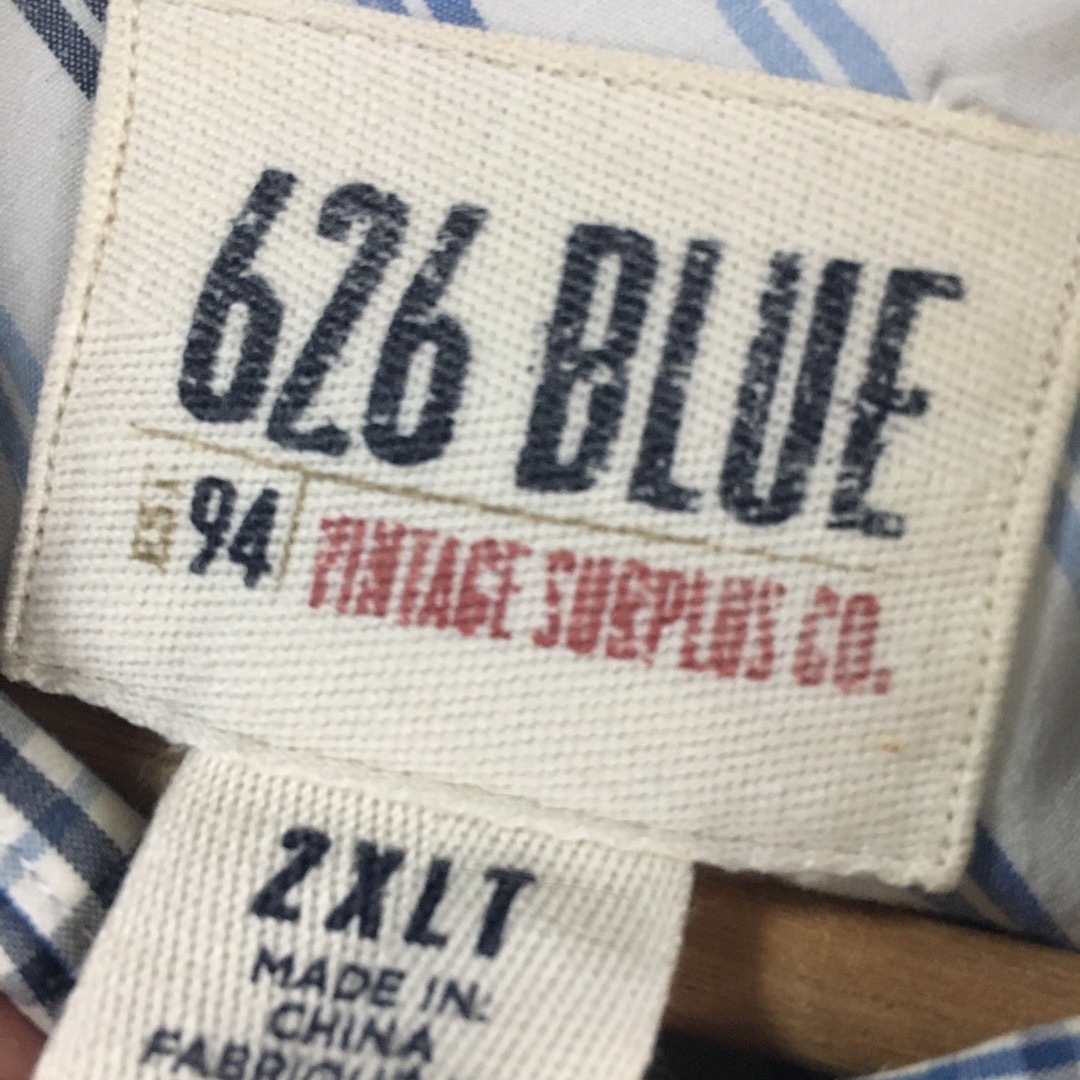 626 BLUE
EST. 94 VINTAGE SURPLUS CO.
2XLT
MADE IN:
CHINA